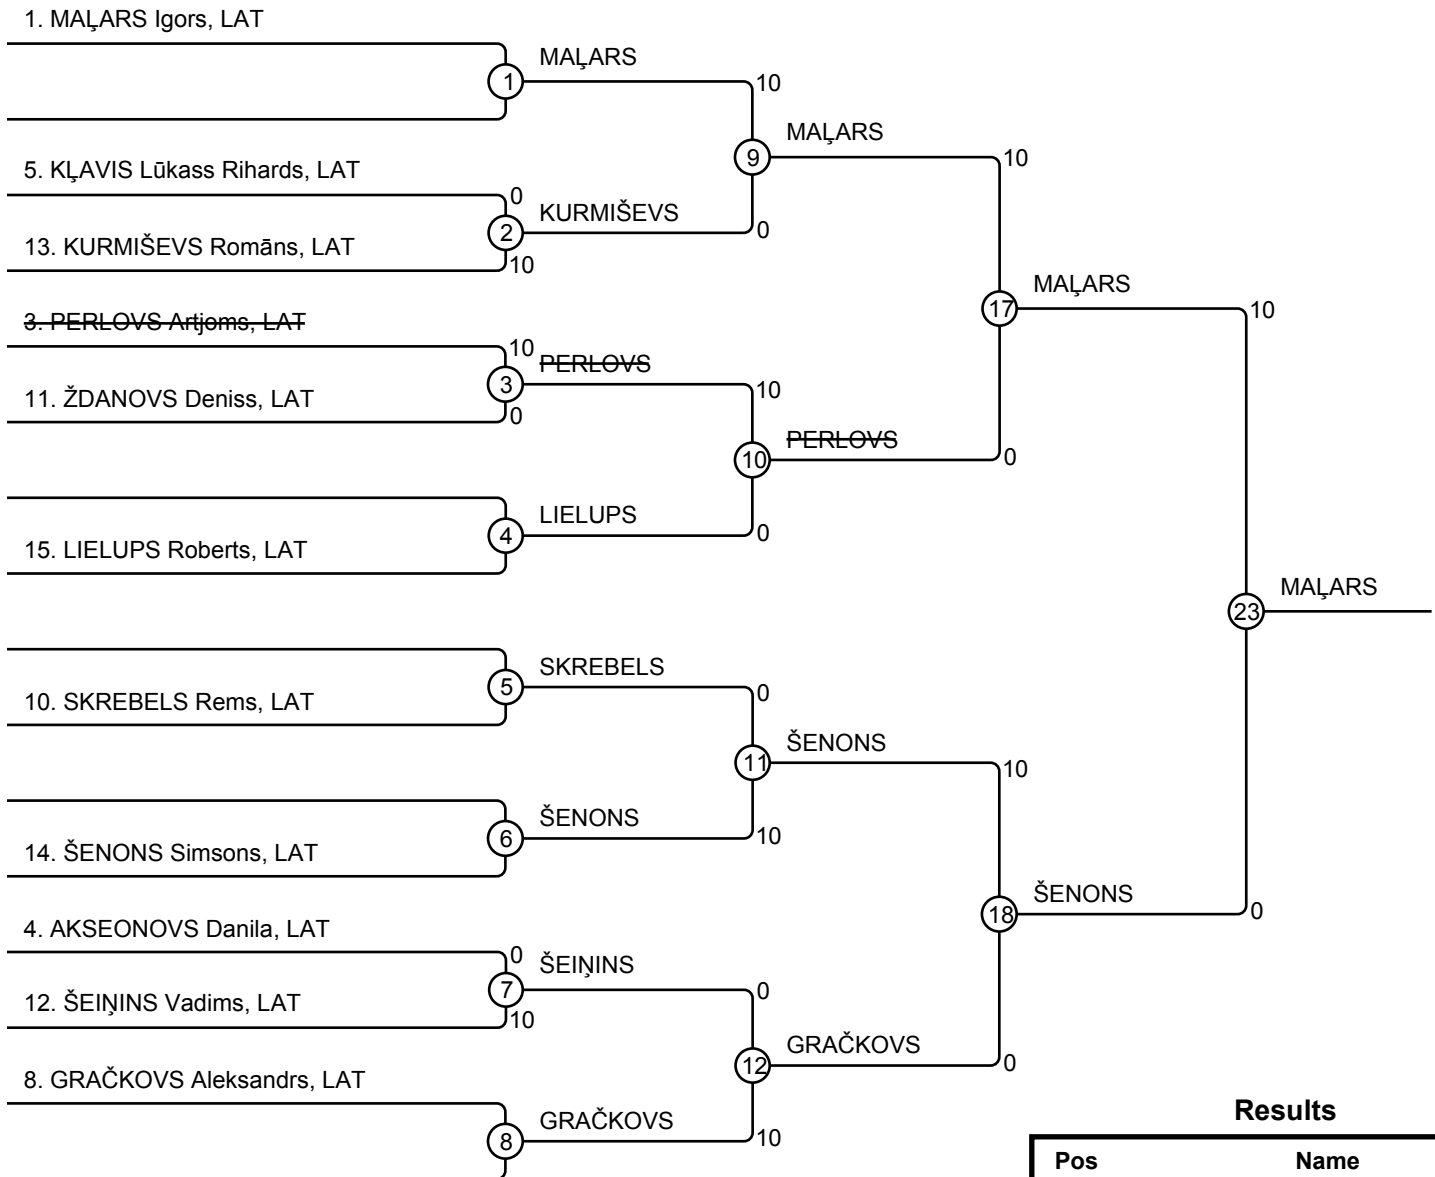 1. MAĻARS Igors, LAT
MAĻARS
1
10
MAĻARS
9
10
5. KĻAVIS Lūkass Rihards, LAT
0
KURMIŠEVS
2
0
13. KURMIŠEVS Romāns, LAT
10
MAĻARS
17
10
3. PERLOVS Artjoms, LAT
10
PERLOVS
3
10
11. ŽDANOVS Deniss, LAT
0
PERLOVS
10
0
LIELUPS
4
0
15. LIELUPS Roberts, LAT
MAĻARS
23
SKREBELS
5
0
10. SKREBELS Rems, LAT
ŠENONS
11
10
ŠENONS
6
10
14. ŠENONS Simsons, LAT
ŠENONS
18
0
4. AKSEONOVS Danila, LAT
0
ŠEIŅINS
7
0
12. ŠEIŅINS Vadims, LAT
10
GRAČKOVS
12
0
8. GRAČKOVS Aleksandrs, LAT
GRAČKOVS
8
10
Results
Pos Name